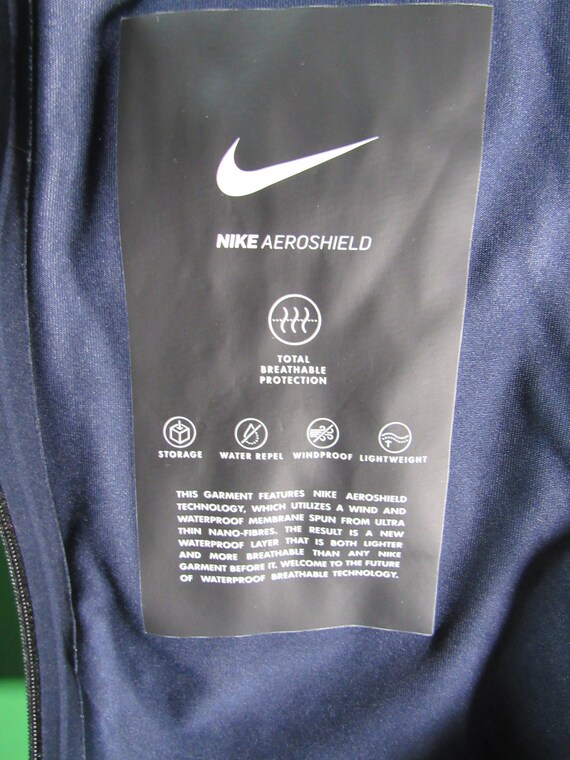 NIKE AEROSHIELD
TOTAL
BREATHABLE
PROTECTION
STORAGE
WATER REPEL
WINDPROOF
LIGHTWEIGHT
THIS GARMENT FEATURES NIKE AEROSHIELD
TECHNOLOGY, WHICH UTILIZES A WIND AND
WATERPROOF MEMBRANE SPUN FROM ULTRA
THIN NANO-FIBRES. THE RESULT IS A NEW
WATERPROOF LAYER THAT IS BOTH LIGHTER
AND MORE BREATHABLE THAN ANY NIKE
GARMENT BEFORE IT. WELCOME TO THE FUTURE
OF WATERPROOF BREATHABLE TECHNOLOGY.